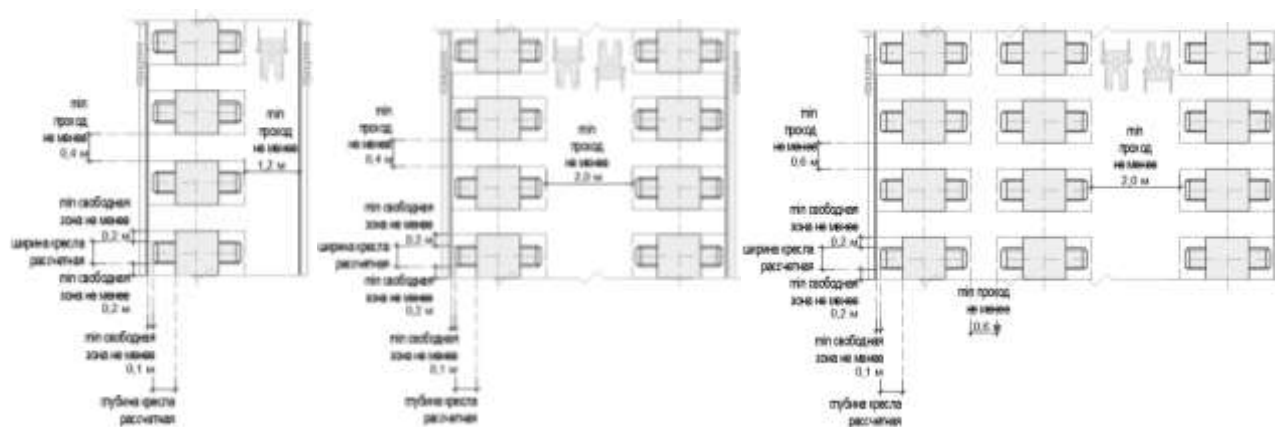 min
проход
не менее
0,4 м
min
проход
не менее
1,2 м
min свободная
зона не менее
0,2 м
ширина кресла
рассчетная
min свободная
зона не менее
0,2 м
min свободная
зона не менее
0,1 м
глубина кресла
рассчетная
min
проход
не менее
0,4 м
min
проход
не менее
2,0 м
min свободная
зона не менее
0,2 м
ширина кресла
рассчетная
min свободная
зона не менее
0,2 м
min свободная
зона не менее
0,1 м
глубина кресла
рассчетная
min
проход
не менее
0,6 м
min
проход
не менее
2,0 м
min свободная
зона не менее
0,2 м
ширина кресла
рассчетная
min свободная
зона не менее
0,2 м
min проход
не менее
0,6 м
min свободная
зона не менее
0,1 м
глубина кресла
рассчетная